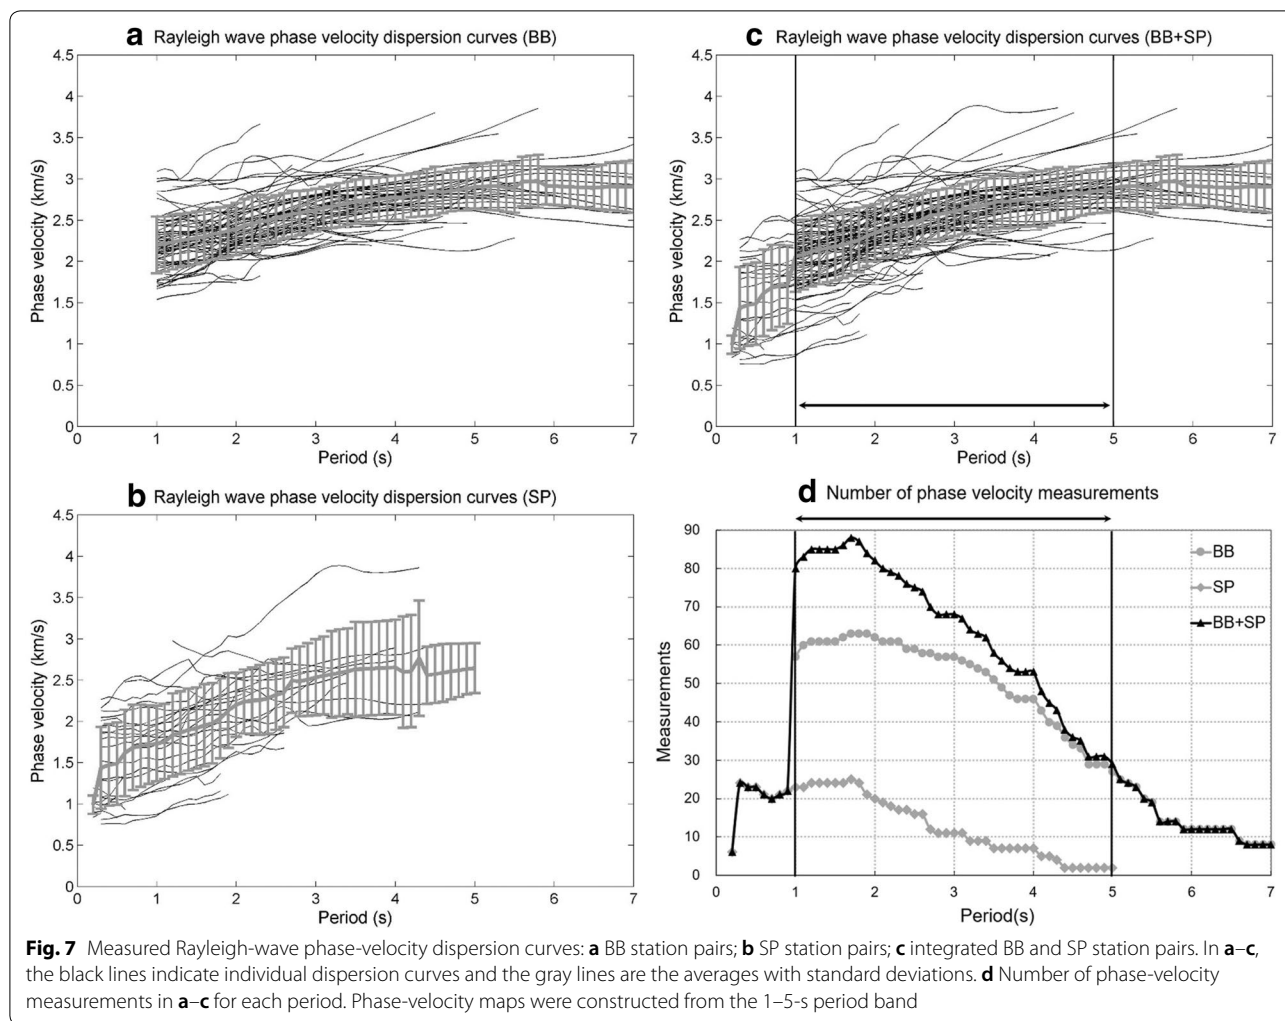 a Rayleigh wave phase velocity dispersion curves (BB)
4.5
4
3.5
3
2.5
2
1.5
1
0.5
0
Phase velocity (km/s)
0 1 2 3 4 5 6 7
Period (s)
c Rayleigh wave phase velocity dispersion curves (BB+SP)
4.5
4
3.5
3
2.5
2
1.5
1
0.5
0
Phase velocity (km/s)
0 1 2 3 4 5 6 7
Period (s)
b Rayleigh wave phase velocity dispersion curves (SP)
4.5
4
3.5
3
2.5
2
1.5
1
0.5
0
Phase velocity (km/s)
0 1 2 3 4 5 6 7
Period (s)
d Number of phase velocity measurements
90
80
70
60
50
40
30
20
10
0
Measurements
BB
SP
BB+SP
0 1 2 3 4 5 6 7
Period(s)
Fig. 7 Measured Rayleigh-wave phase-velocity dispersion curves: a BB station pairs; b SP station pairs; c integrated BB and SP station pairs. In a–c,
the black lines indicate individual dispersion curves and the gray lines are the averages with standard deviations. d Number of phase-velocity
measurements in a–c for each period. Phase-velocity maps were constructed from the 1–5-s period band